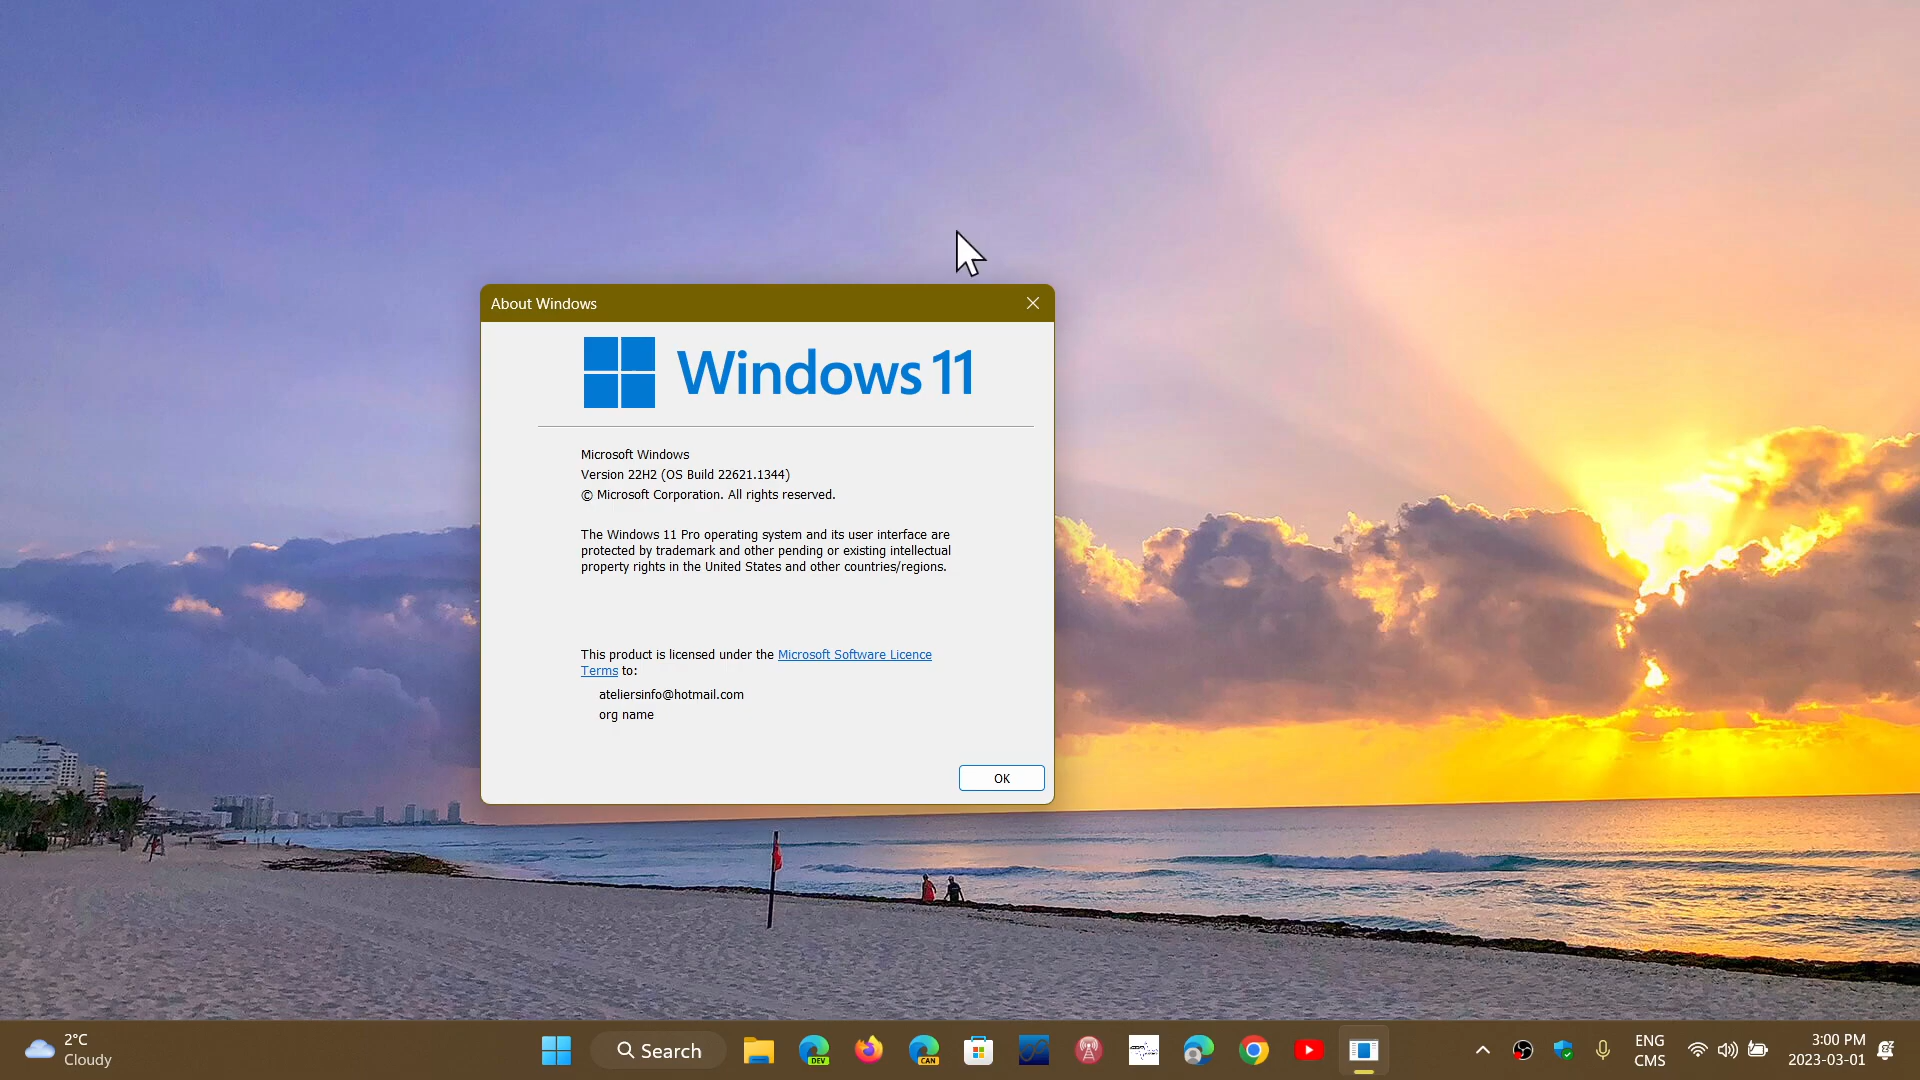 About Windows
Windows 11
Microsoft Windows
Version 22H2 (OS Build 22621.1344)
© Microsoft Corporation. All rights reserved.
The Windows 11 Pro operating system and its user interface are
protected by trademark and other pending or existing intellectual
property rights in the United States and other countries/regions.
This product is licensed under the Microsoft Software Licence
Terms to:
ateliersinfo@hotmail.com
org name
OK
2°C
Cloudy
Search
DEV
CAN
ENG
CMS
3:00 PM
2023-03-01